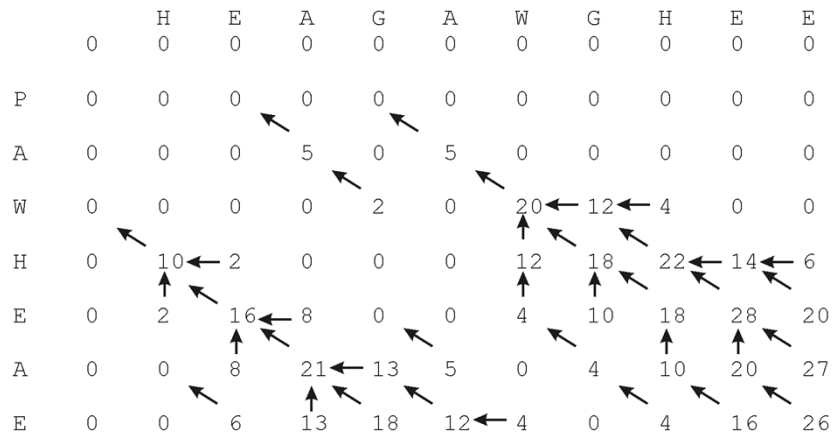 H E A G A W G H E E
0 0 0 0 0 0 0 0 0 0 0
P 0 0 0 0 0 0 0 0 0 0 0
A 0 0 0 5 0 5 0 0 0 0 0
W 0 0 0 0 2 0 20 12 4 0 0
H 0 10 2 0 0 0 12 18 22 14 6
E 0 2 16 8 0 0 4 10 18 28 20
A 0 0 8 21 13 5 0 4 10 20 27
E 0 0 6 13 18 12 4 0 4 16 26